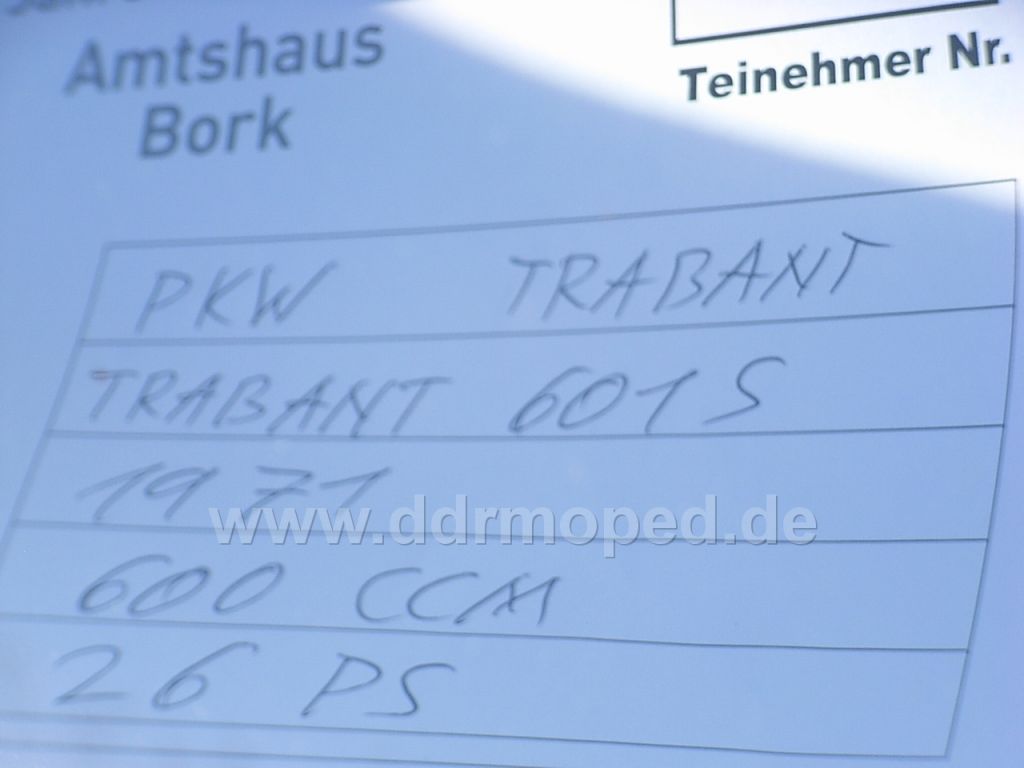 Amtshaus
Bork
Teinehmer Nr.
PKW TRABANT
TRABANT 601 S
1971
www.ddrmoped.de
600 CCM
26 PS